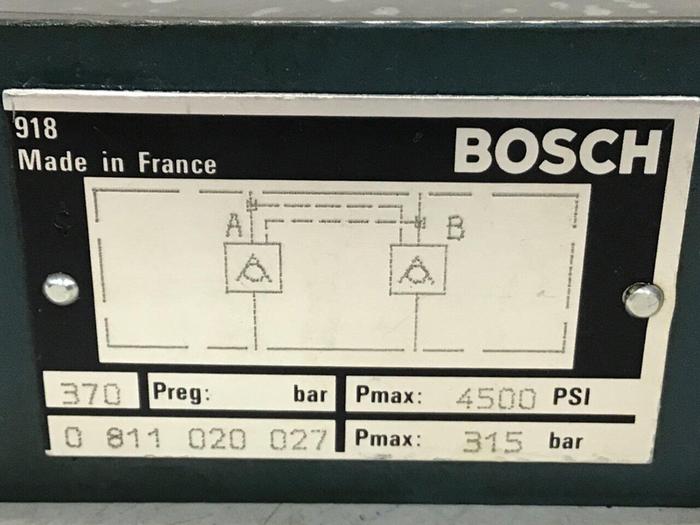 918
Made in France
BOSCH
A B
370 Preg: bar Pmax: 4500 PSI
0 811 020 027 Pmax: 315 bar